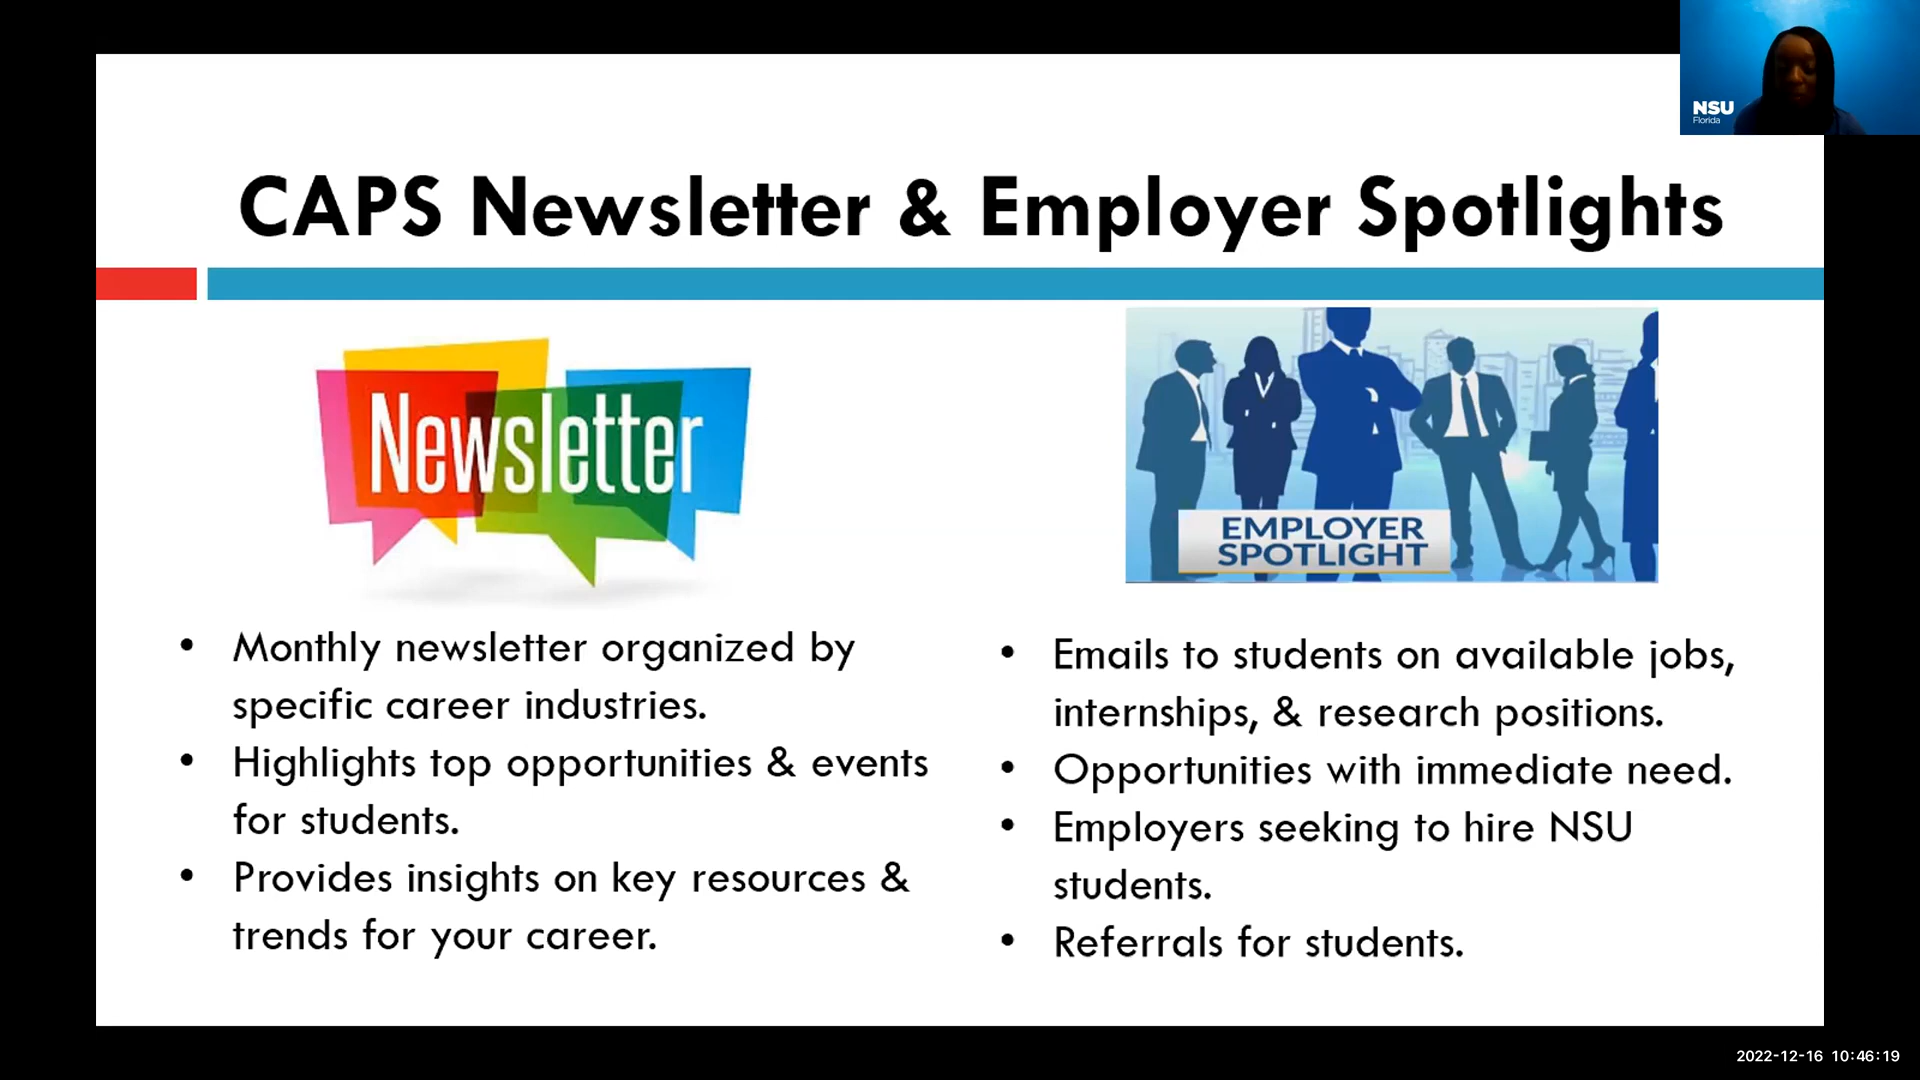 NSU
Florida
CAPS Newsletter & Employer Spotlights
Newsletter
EMPLOYER
SPOTLIGHT
• Monthly newsletter organized by
specific career industries.
• Highlights top opportunities & events
for students.
• Provides insights on key resources &
trends for your career.
• Emails to students on available jobs,
internships, & research positions.
• Opportunities with immediate need.
• Employers seeking to hire NSU
students.
• Referrals for students.
2022-12-16 10:46:19